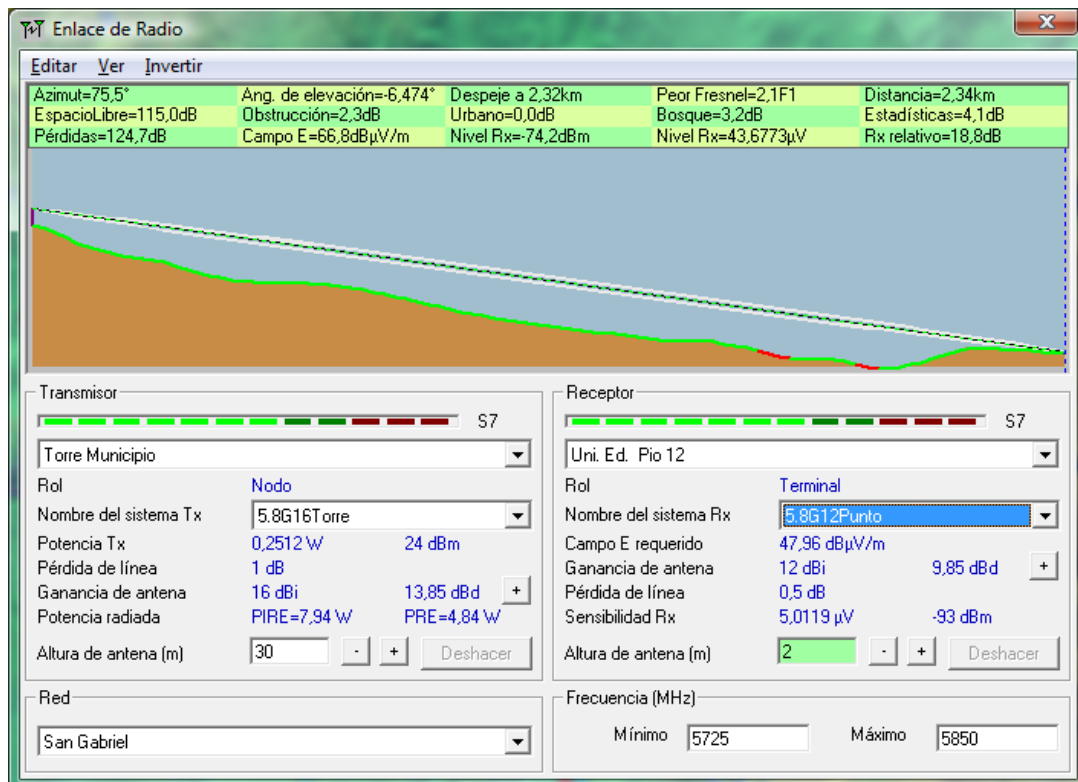 Enlace de Radio
Editar Ver Invertir
Azimut=75,5° Ang. de elevación=-6,474° Despeje a 2,32km Peor Fresnel=2,1F1 Distancia=2,34km
EspacioLibre=115,0dB Obstrucción=2,3dB Urbano=0,0dB Bosque=3,2dB Estadísticas=4,1dB
Pérdidas=124,7dB Campo E=66,8dBµV/m Nivel Rx=-74,2dBm Nivel Rx=43,6773µV Rx relativo=18,8dB
Transmisor
S7
Torre Municipio
Rol Nodo
Nombre del sistema Tx 5.8G16Torre
Potencia Tx 0,2512 W 24 dBm
Pérdida de línea 1 dB
Ganancia de antena 16 dBi 13,85 dBd +
Potencia radiada PIRE=7,94 W PRE=4,84 W
Altura de antena (m) 30 - + Deshacer
Receptor
S7
Uni. Ed. Pio 12
Rol Terminal
Nombre del sistema Rx 5.8G12Punto
Campo E requerido 47,96 dBµV/m
Ganancia de antena 12 dBi 9,85 dBd +
Pérdida de línea 0,5 dB
Sensibilidad Rx 5,0119 µV -93 dBm
Altura de antena (m) 2 - + Deshacer
Red
San Gabriel
Frecuencia (MHz)
Mínimo 5725 Máximo 5850